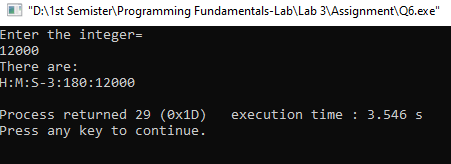 "D:\1st Semister\Programming Fundamentals-Lab\Lab 3\Assignment\Q6.exe"
Enter the integer=
12000
There are:
H:M:S-3:180:12000
Process returned 29 (0x1D)   execution time : 3.546 s
Press any key to continue.